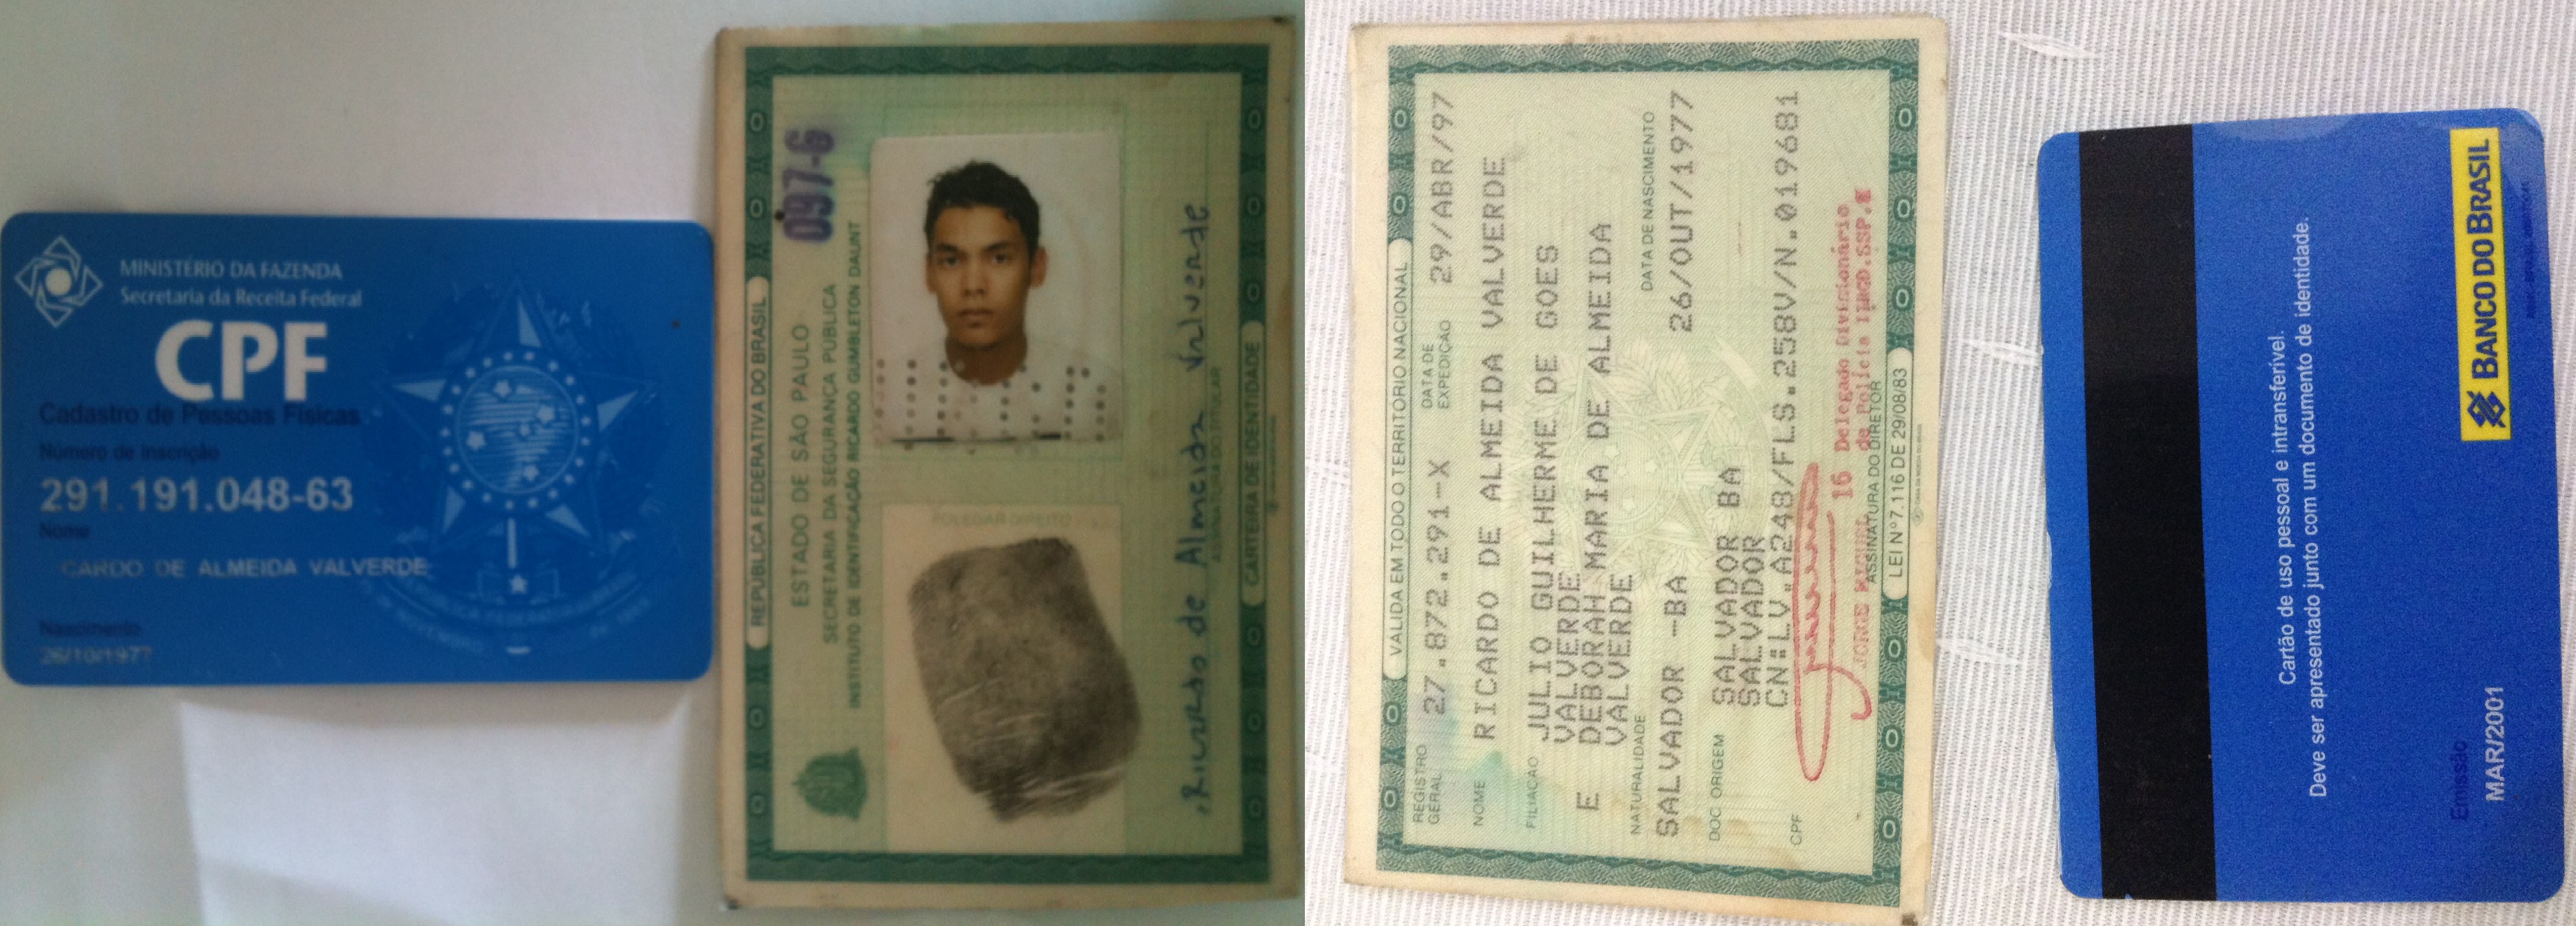 MINISTÉRIO DA FAZENDA
Secretaria da Receita Federal
CPF
Cadastro de Pessoas Físicas
Número de Inscrição
291.191.048-63
Nome
CARDO DE ALMEIDA VALVERDE
Nascimento
26/10/1977
REPÚBLICA FEDERATIVA DO BRASIL
ESTADO DE SÃO PAULO
097-6
SECRETARIA DA SEGURANÇA PÚBLICA
INSTITUTO DE IDENTIFICAÇÃO RICARDO GUMBLETON DAUNT
Ricardo de Almeida Valverde
ASSINATURA DO TITULAR
CARTEIRA DE IDENTIDADE
VÁLIDA EM TODO O TERRITÓRIO NACIONAL
REGISTRO GERAL 27.872.291-X DATA DE EXPEDIÇÃO 29/ABR/97
NOME RICARDO DE ALMEIDA VALVERDE
FILIAÇÃO JULIO GUILHERME DE GOES
VALVERDE
E DEBORAH MARIA DE ALMEIDA
VALVERDE
NATURALIDADE DATA DE NASCIMENTO
SALVADOR -BA 26/OUT/1977
DOC ORIGEM SALVADOR BA
SALVADOR
CN:LV.A248/FLS.258V/N.019681
CPF
16 Delegado Divisionário
JORGE MIGUEL de Polícia IIRGD.SSP.
ASSINATURA DO DIRETOR
LEI Nº 7.116 DE 29/08/83
CASA DA MOEDA DO BRASIL
Cartão de uso pessoal e intransferível.
Deve ser apresentado junto com um documento de identidade.
Emissão
MAR/2001
BANCO DO BRASIL